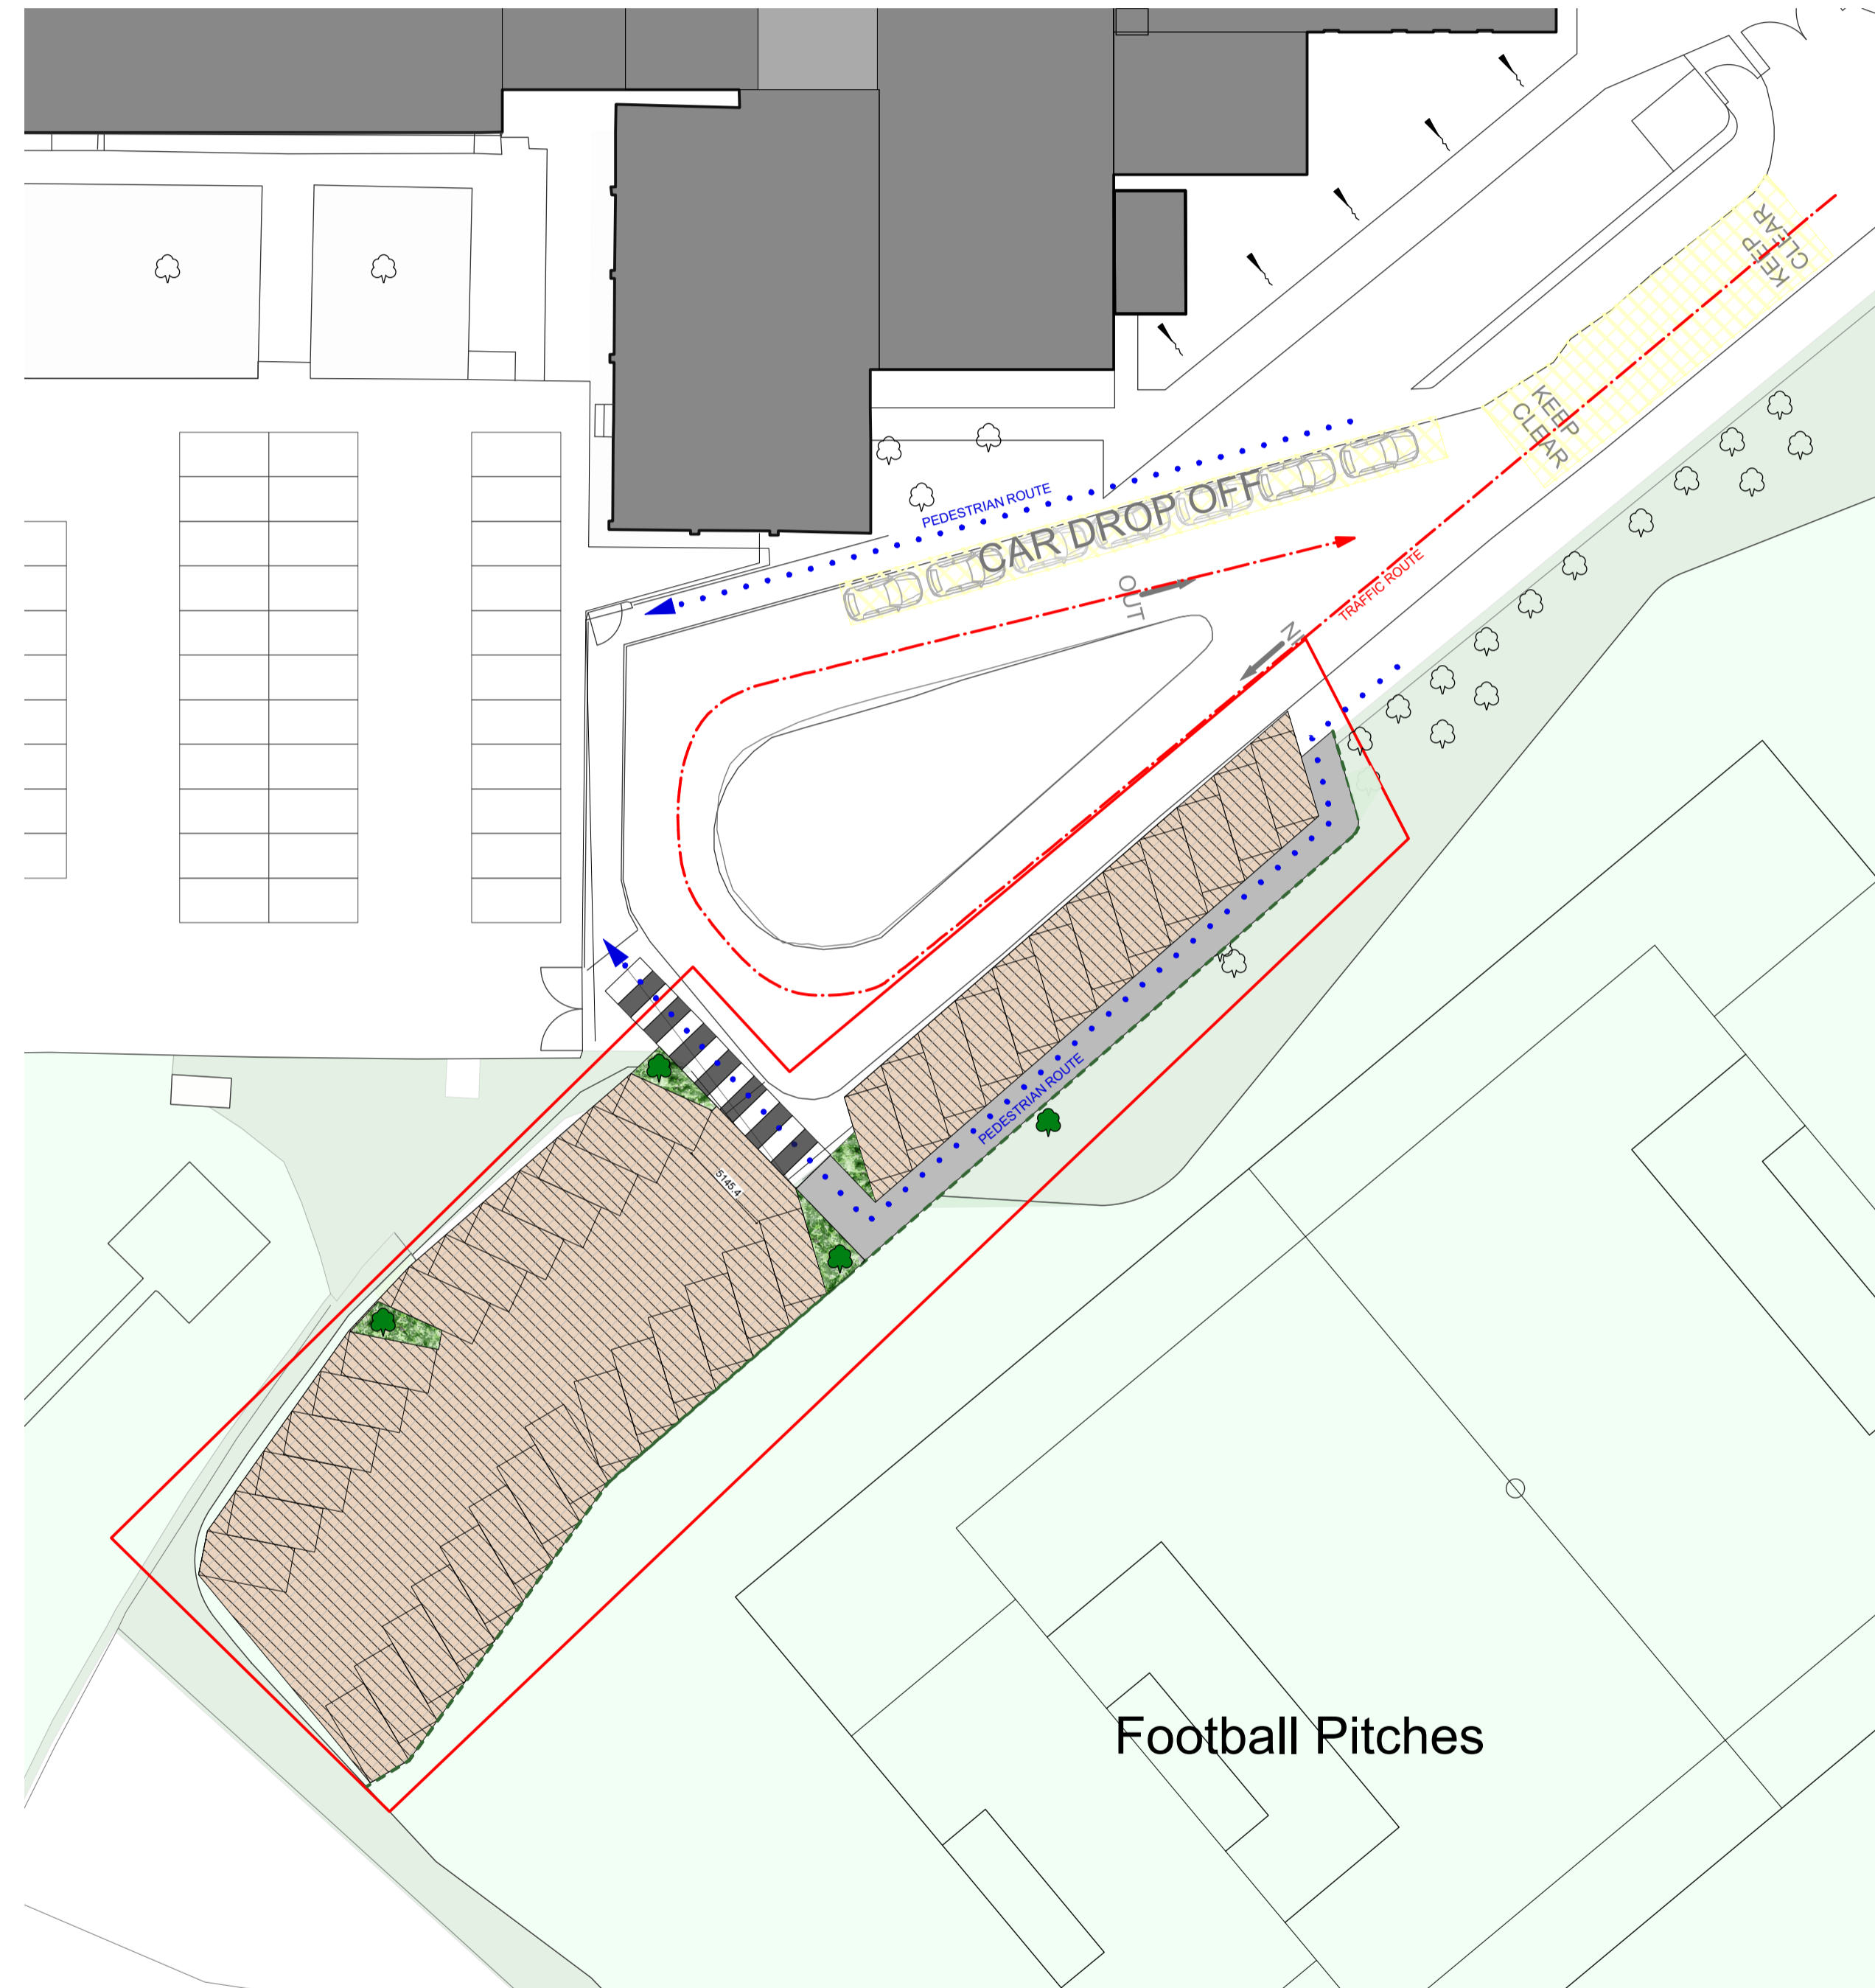 KEEP
CLEAR
KEEP
CLEAR
PEDESTRIAN ROUTE
CAR DROP OFF
OUT
TRAFFIC ROUTE
IN
PEDESTRIAN ROUTE
5145.4
Football Pitches